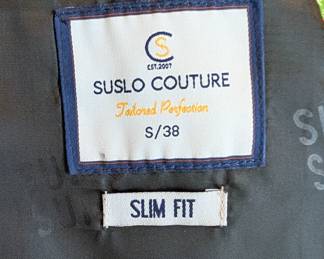 CS
EST.2007
SUSLO COUTURE
Tailored Perfection
S/38
SLIM FIT